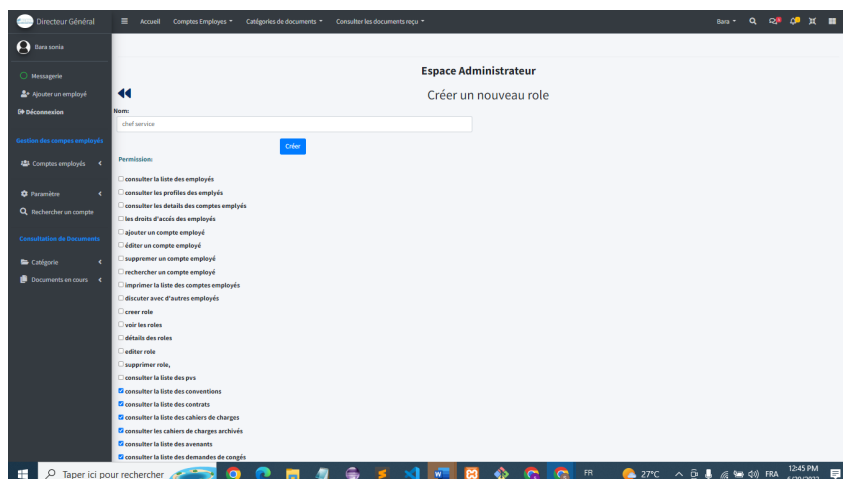 Directeur Général
Accueil Comptes Employes Catégories de documents Consulter les documents reçu
Bara
Bara sonia
Messagerie
Ajouter un employé
Déconnexion
Gestion des compes employés
Comptes employés
Paramètre
Rechercher un compte
Consultation de Documents
Catégorie
Documents en cours
Espace Administrateur
Créer un nouveau role
Nom:
chef service
Créer
Permission:
consulter la liste des employés
consulter les profiles des emplyés
consulter les details des comptes emplyés
les droits d'accés des employés
ajouter un compte employé
éditer un compte employé
suppremer un compte employé
rechercher un compte employé
imprimer la liste des comptes employés
discuter avec d'autres employés
creer role
voir les roles
détails des roles
editer role
supprimer role,
consulter la liste des pvs
consulter la liste des conventions
consulter la liste des contrats
consulter la liste des cahiers de charges
consulter les cahiers de charges archivés
consulter la liste des avenants
consulter la liste des demandes de congés
Taper ici pour rechercher
FR
27°C
FRA
12:45 PM